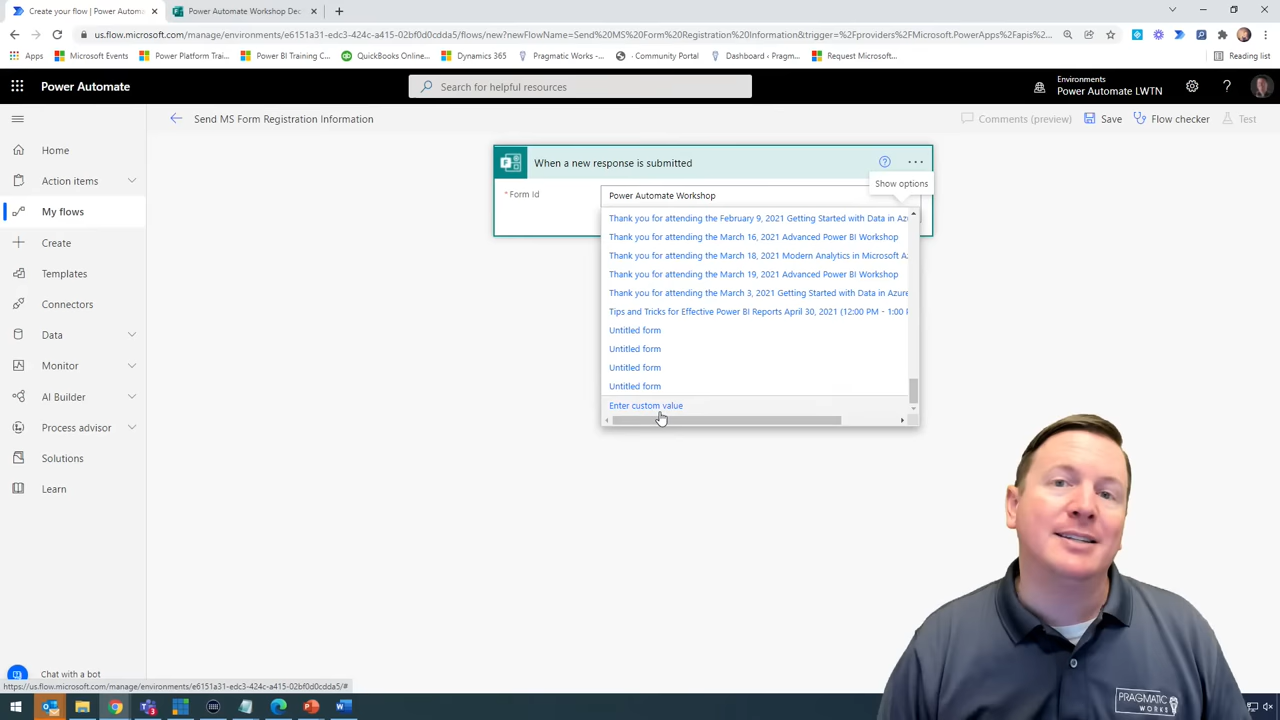 Create your flow | Power Automa
Power Automate Workshop Dec
us.flow.microsoft.com/manage/environments/e6151a31-edc3-424c-a415-02bf0d0cdda5/flows/new?newFlowName=Send%20MS%20Form%20Registration%20Information&trigger=%2Fproviders%2FMicrosoft.PowerApps%2Fapis%...
Apps
Microsoft Events
Power Platform Trai...
Power BI Training C...
QuickBooks Online...
Dynamics 365
Pragmatic Works -...
· Community Portal
Dashboard ‹ Pragm...
Request Microsoft...
Reading list
Power Automate
Search for helpful resources
Environments
Power Automate LWTN
Send MS Form Registration Information
Comments (preview)
Save
Flow checker
Test
Home
Action items
My flows
Create
Templates
Connectors
Data
Monitor
AI Builder
Process advisor
Solutions
Learn
Chat with a bot
When a new response is submitted
Show options
* Form Id
Power Automate Workshop
Thank you for attending the February 9, 2021 Getting Started with Data in Az
Thank you for attending the March 16, 2021 Advanced Power BI Workshop
Thank you for attending the March 18, 2021 Modern Analytics in Microsoft A
Thank you for attending the March 19, 2021 Advanced Power BI Workshop
Thank you for attending the March 3, 2021 Getting Started with Data in Azure
Tips and Tricks for Effective Power BI Reports April 30, 2021 (12:00 PM - 1:00
Untitled form
Untitled form
Untitled form
Untitled form
Enter custom value
https://us.flow.microsoft.com/manage/environments/e6151a31-edc3-424c-a415-02bf0d0cdda5/#
PRAGMATIC
WORKS